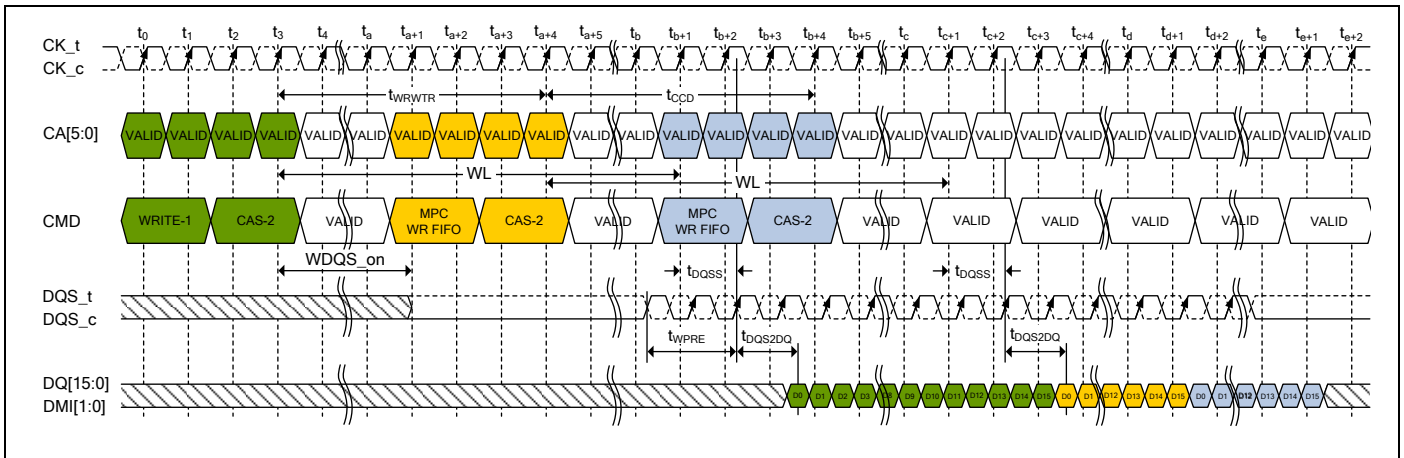 t0 t1 t2 t3 t4 ta ta+1 ta+2 ta+3 ta+4 ta+5 tb tb+1 tb+2 tb+3 tb+4 tb+5 tc tc+1 tc+2 tc+3 tc+4 td td+1 td+2 te te+1 te+2
CK_t
CK_c
tWRWTR tCCD
CA[5:0] VALID VALID VALID VALID VALID VALID VALID VALID VALID VALID VALID VALID VALID VALID VALID VALID VALID VALID VALID VALID VALID VALID VALID VALID VALID VALID VALID VALID
WL WL
CMD WRITE-1 CAS-2 VALID MPC WR FIFO CAS-2 VALID MPC WR FIFO CAS-2 VALID VALID VALID VALID VALID VALID
WDQS_on tDQSS tDQSS
DQS_t
DQS_c
tWPRE tDQS2DQ tDQS2DQ
DQ[15:0]
DMI[1:0]
D0 D1 D2 D3 D8 D9 D10 D11 D12 D13 D14 D15 D0 D1 D12 D13 D14 D15 D0 D1 D12 D13 D14 D15